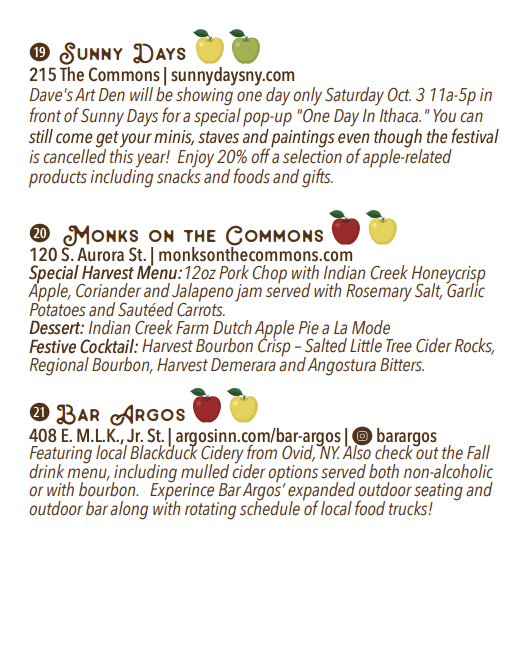 19 Sunny Days
215 The Commons | sunnydaysny.com
Dave's Art Den will be showing one day only Saturday Oct. 3 11a-5p in
front of Sunny Days for a special pop-up "One Day In Ithaca." You can
still come get your minis, staves and paintings even though the festival
is cancelled this year! Enjoy 20% off a selection of apple-related
products including snacks and foods and gifts.
20 Monks on the Commons
120 S. Aurora St. | monksonthecommons.com
Special Harvest Menu: 12oz Pork Chop with Indian Creek Honeycrisp
Apple, Coriander and Jalapeno jam served with Rosemary Salt, Garlic
Potatoes and Sautéed Carrots.
Dessert: Indian Creek Farm Dutch Apple Pie a La Mode
Festive Cocktail: Harvest Bourbon Crisp – Salted Little Tree Cider Rocks,
Regional Bourbon, Harvest Demerara and Angostura Bitters.
21 Bar Argos
408 E. M.L.K., Jr. St. | argosinn.com/bar-argos | barargos
Featuring local Blackduck Cidery from Ovid, NY. Also check out the Fall
drink menu, including mulled cider options served both non-alcoholic
or with bourbon. Experince Bar Argos' expanded outdoor seating and
outdoor bar along with rotating schedule of local food trucks!